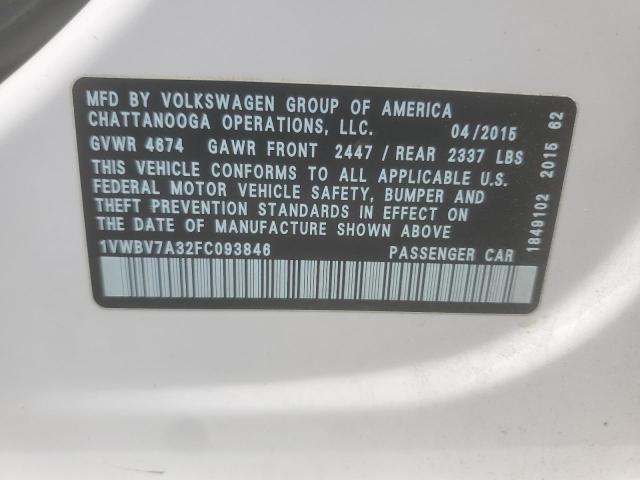 MFD BY VOLKSWAGEN GROUP OF AMERICA
CHATTANOOGA OPERATIONS, LLC. 04/2015
GVWR 4674 GAWR FRONT 2447 / REAR 2337 LBS
THIS VEHICLE CONFORMS TO ALL APPLICABLE U.S.
FEDERAL MOTOR VEHICLE SAFETY, BUMPER AND
THEFT PREVENTION STANDARDS IN EFFECT ON
THE DATE OF MANUFACTURE SHOWN ABOVE
1VWBV7A32FC093846 PASSENGER CAR
1849102 2015 62